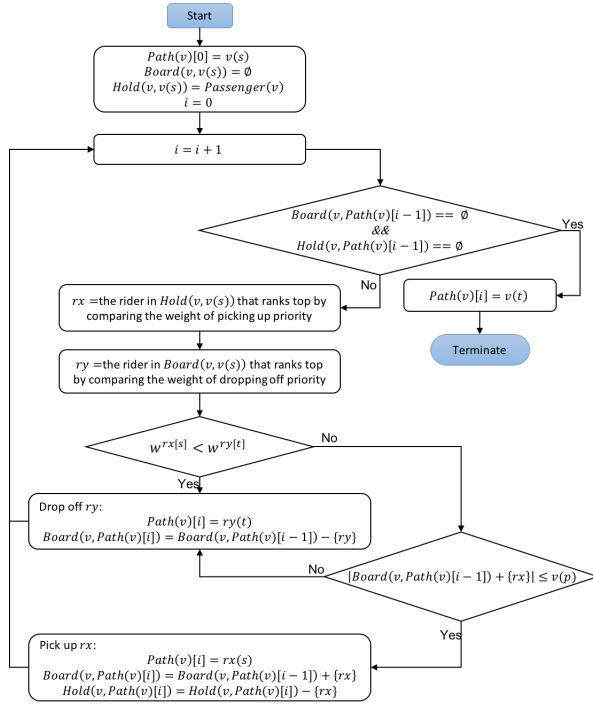 Start
Path(v)[0] = v(s)
Board(v, v(s)) = ∅
Hold(v, v(s)) = Passenger(v)
i = 0
i = i + 1
Board(v, Path(v)[i − 1]) == ∅
&&
Hold(v, Path(v)[i − 1]) == ∅
Yes
No
Path(v)[i] = v(t)
Terminate
rx =the rider in Hold(v, v(s)) that ranks top by
comparing the weight of picking up priority
ry =the rider in Board(v, v(s)) that ranks top
by comparing the weight of dropping off priority
w^{rx[s]} < w^{ry[t]}
No
Yes
Drop off ry:
Path(v)[i] = ry(t)
Board(v, Path(v)[i]) = Board(v, Path(v)[i − 1]) − {ry}
No
|Board(v, Path(v)[i − 1]) + {rx}| ≤ v(p)
Yes
Pick up rx:
Path(v)[i] = rx(s)
Board(v, Path(v)[i]) = Board(v, Path(v)[i − 1]) + {rx}
Hold(v, Path(v)[i]) = Hold(v, Path(v)[i]) − {rx}